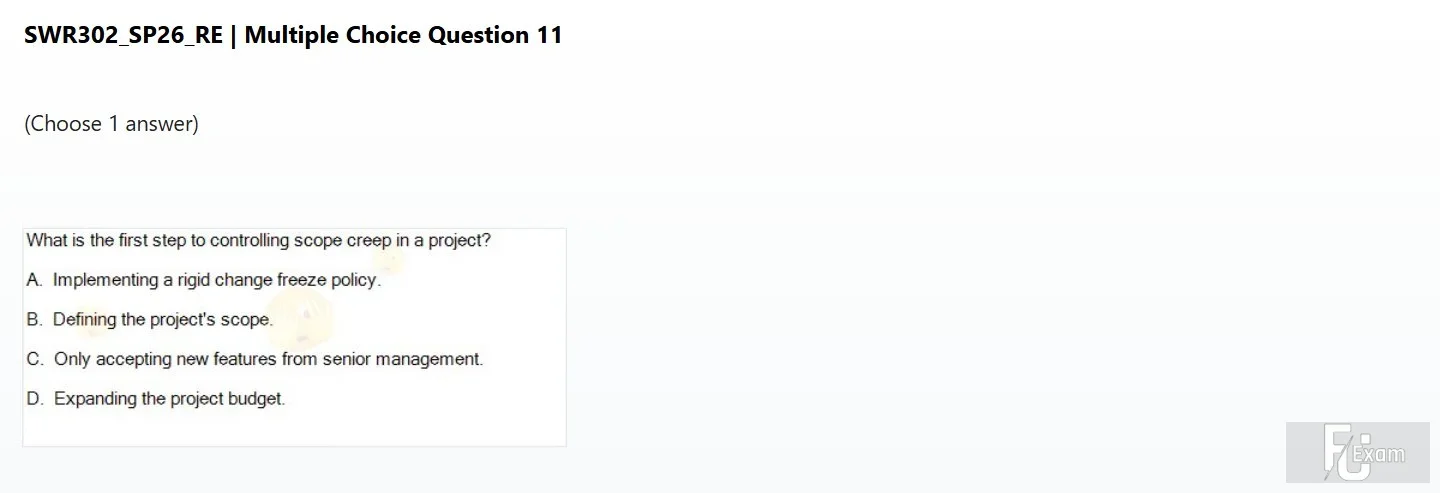 SWR302_SP26_RE | Multiple Choice Question 11
(Choose 1 answer)
What is the first step to controlling scope creep in a project?
A. Implementing a rigid change freeze policy.
B. Defining the project's scope.
C. Only accepting new features from senior management.
D. Expanding the project budget.
FU Exam